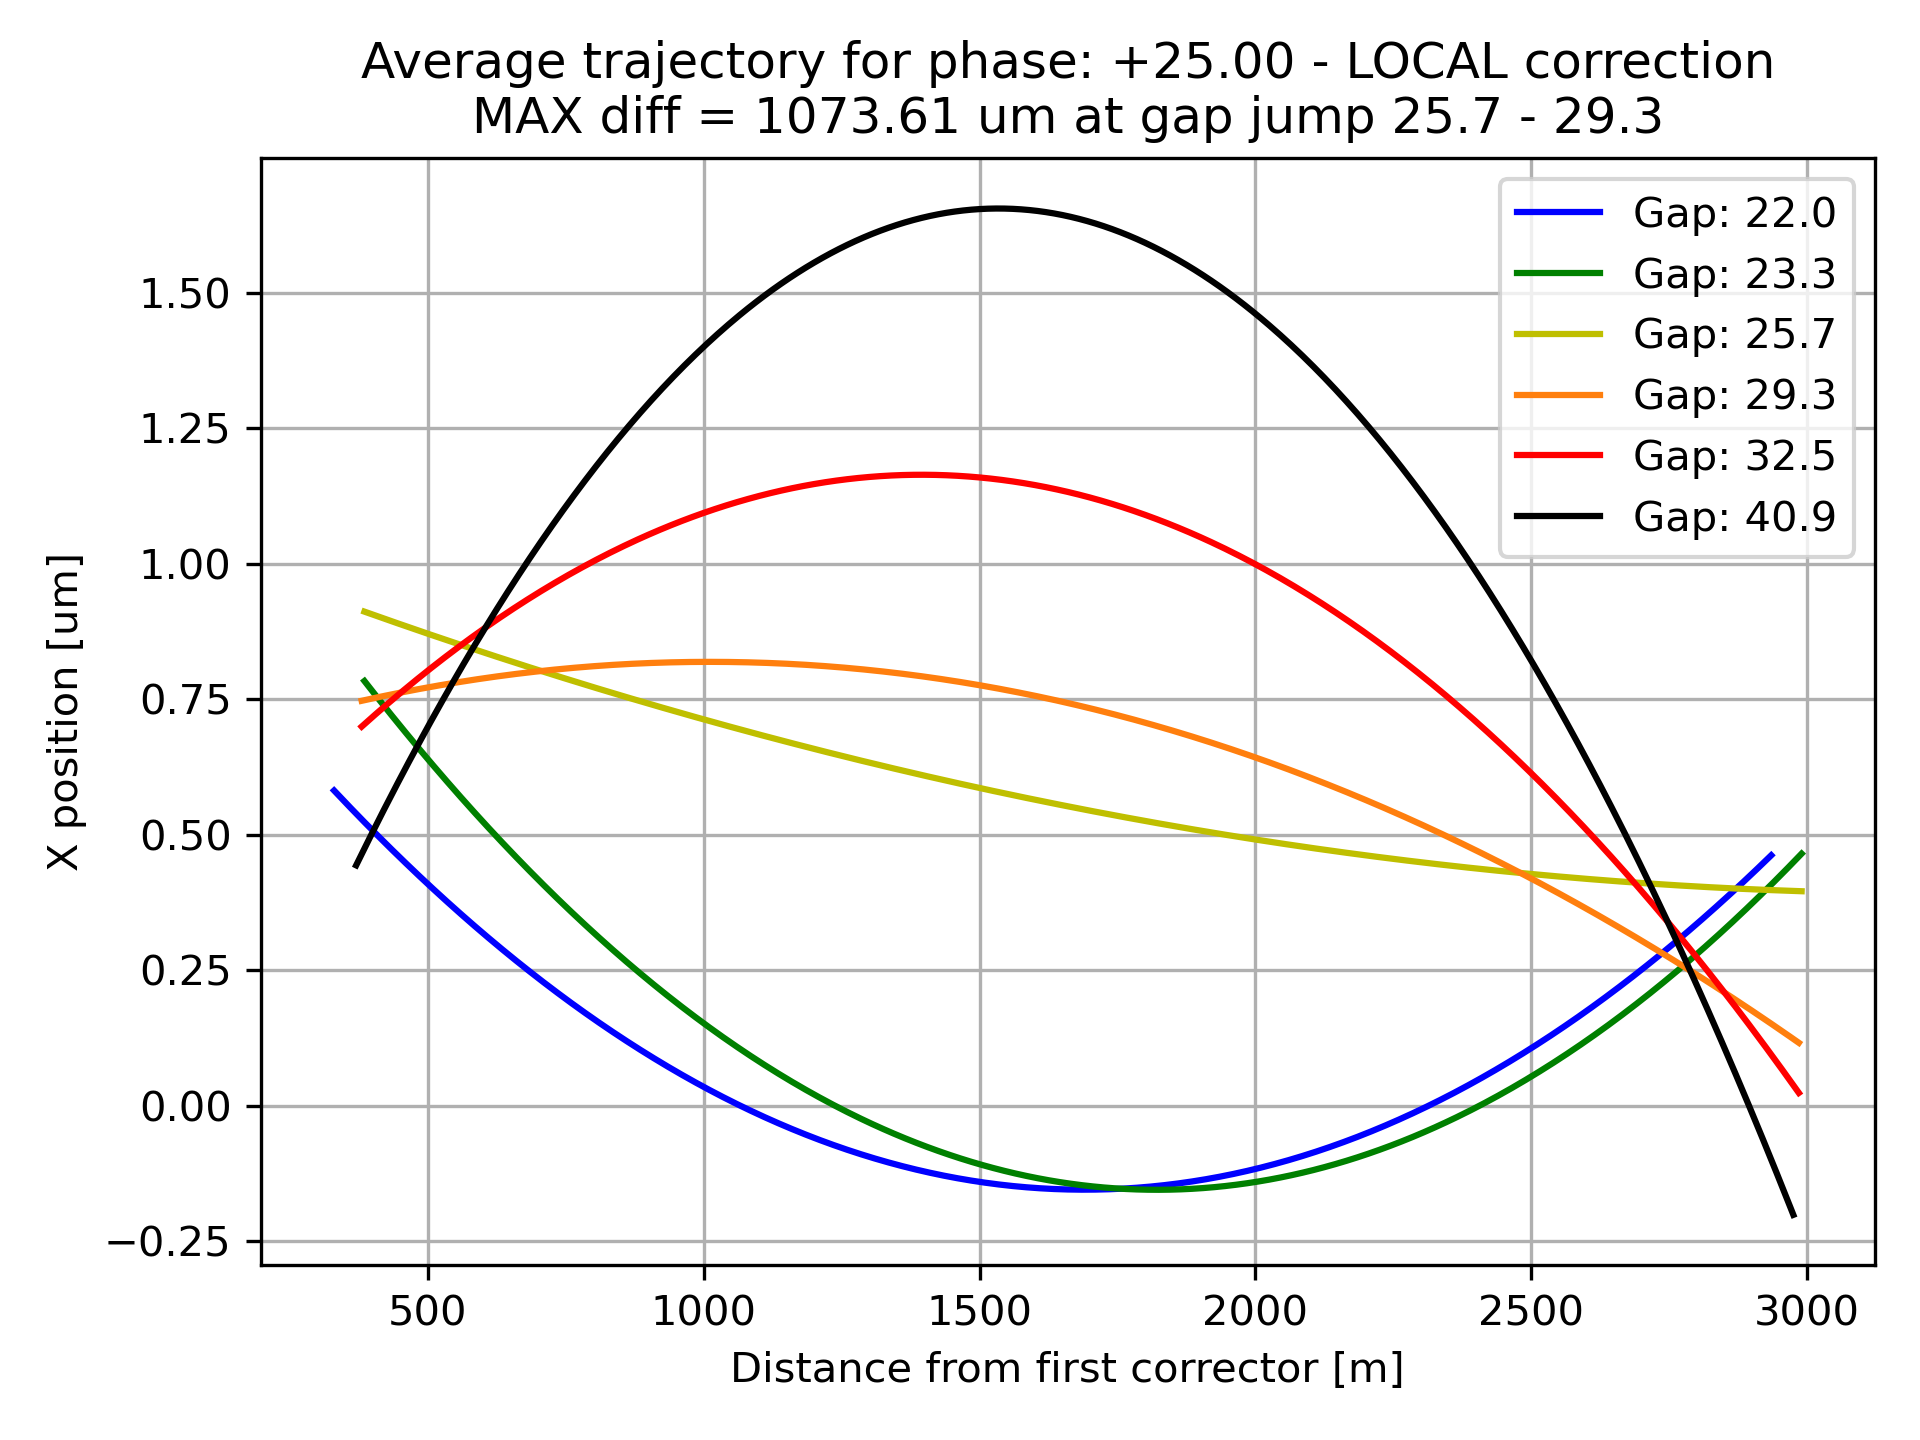 Average trajectory for phase: +25.00 - LOCAL correction
MAX diff = 1073.61 um at gap jump 25.7 - 29.3
Gap: 22.0
Gap: 23.3
Gap: 25.7
Gap: 29.3
Gap: 32.5
Gap: 40.9
X position [um]
1.50
1.25
1.00
0.75
0.50
0.25
0.00
−0.25
500 1000 1500 2000 2500 3000
Distance from first corrector [m]